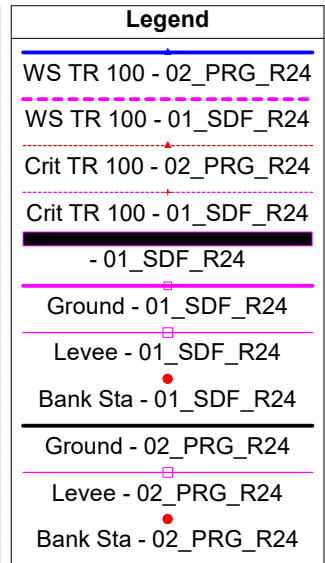 Legend
WS TR 100 - 02_PRG_R24
WS TR 100 - 01_SDF_R24
Crit TR 100 - 02_PRG_R24
Crit TR 100 - 01_SDF_R24
- 01_SDF_R24
Ground - 01_SDF_R24
Levee - 01_SDF_R24
Bank Sta - 01_SDF_R24
Ground - 02_PRG_R24
Levee - 02_PRG_R24
Bank Sta - 02_PRG_R24